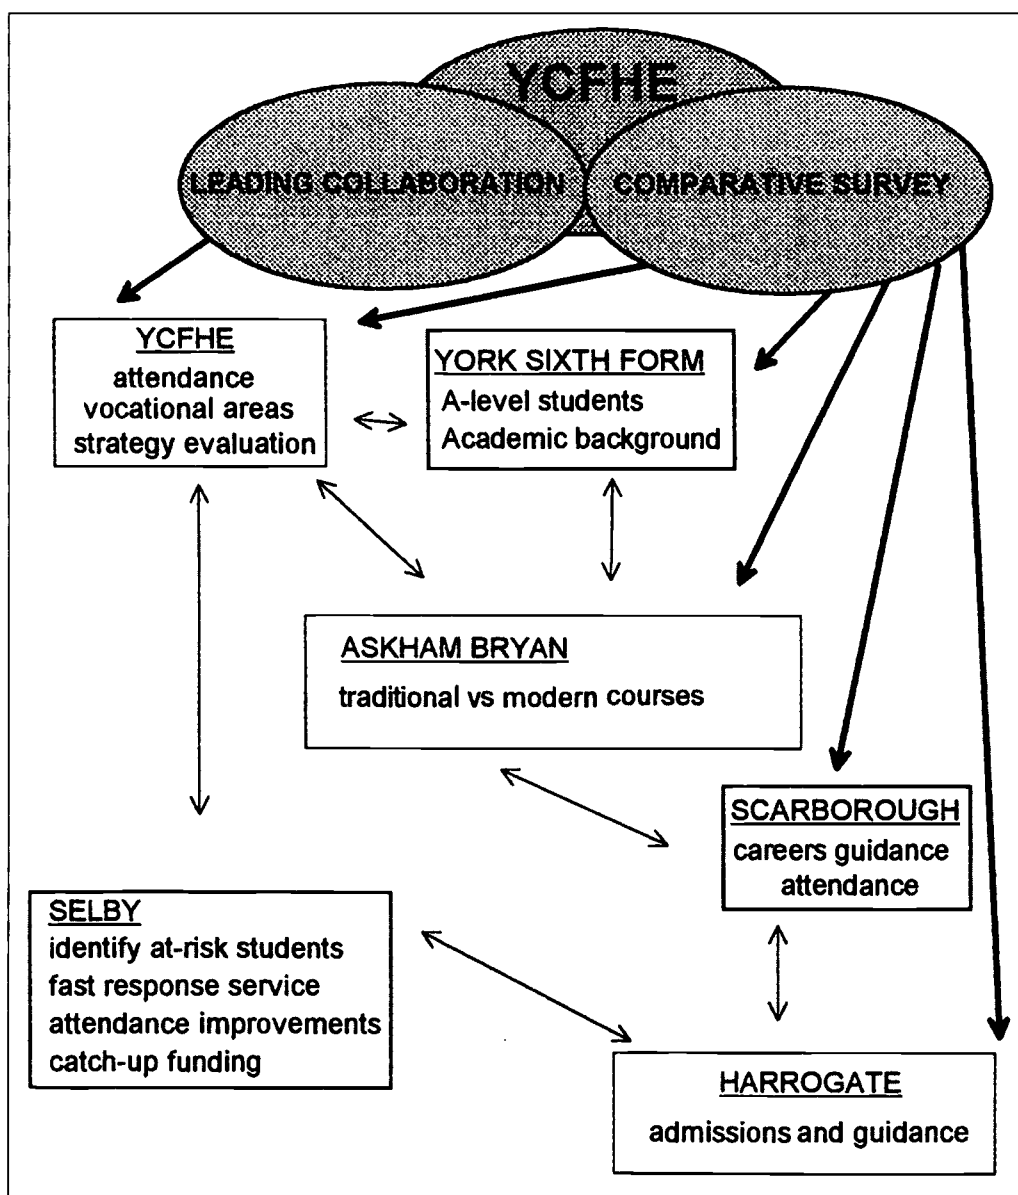 YCFHE
LEADING COLLABORATION
COMPARATIVE SURVEY
YCFHE
attendance
vocational areas
strategy evaluation
YORK SIXTH FORM
A-level students
Academic background
ASKHAM BRYAN
traditional vs modern courses
SCARBOROUGH
careers guidance
attendance
SELBY
identify at-risk students
fast response service
attendance improvements
catch-up funding
HARROGATE
admissions and guidance